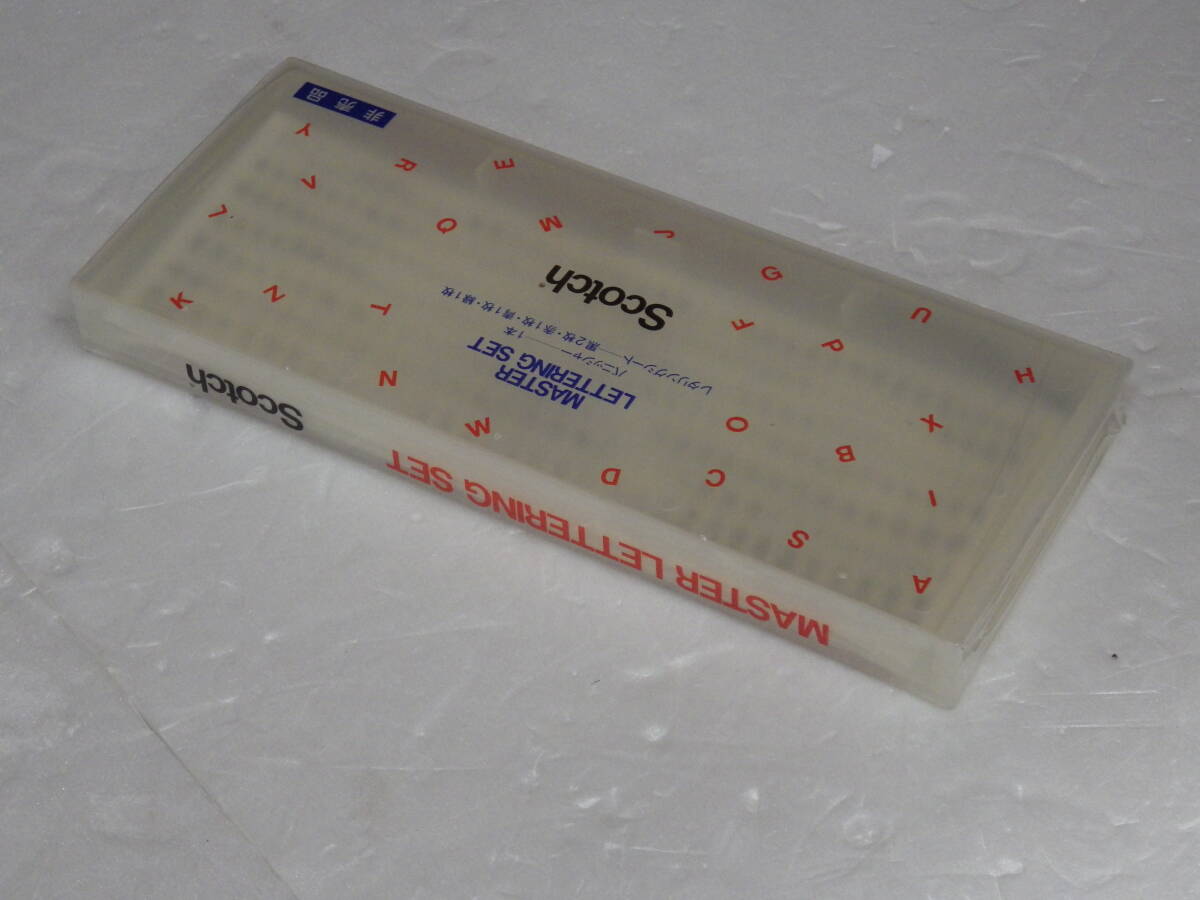 MASTER LETTERING SET Scotch
A S D W N K
C Z
I B O T L
MASTER
LETTERING SET
バニッシャー……1本
レタリングシート……黒2枚・赤1枚・青1枚・緑1枚
Scotch
X P F Q V
M R Y
H U G J E
非売品